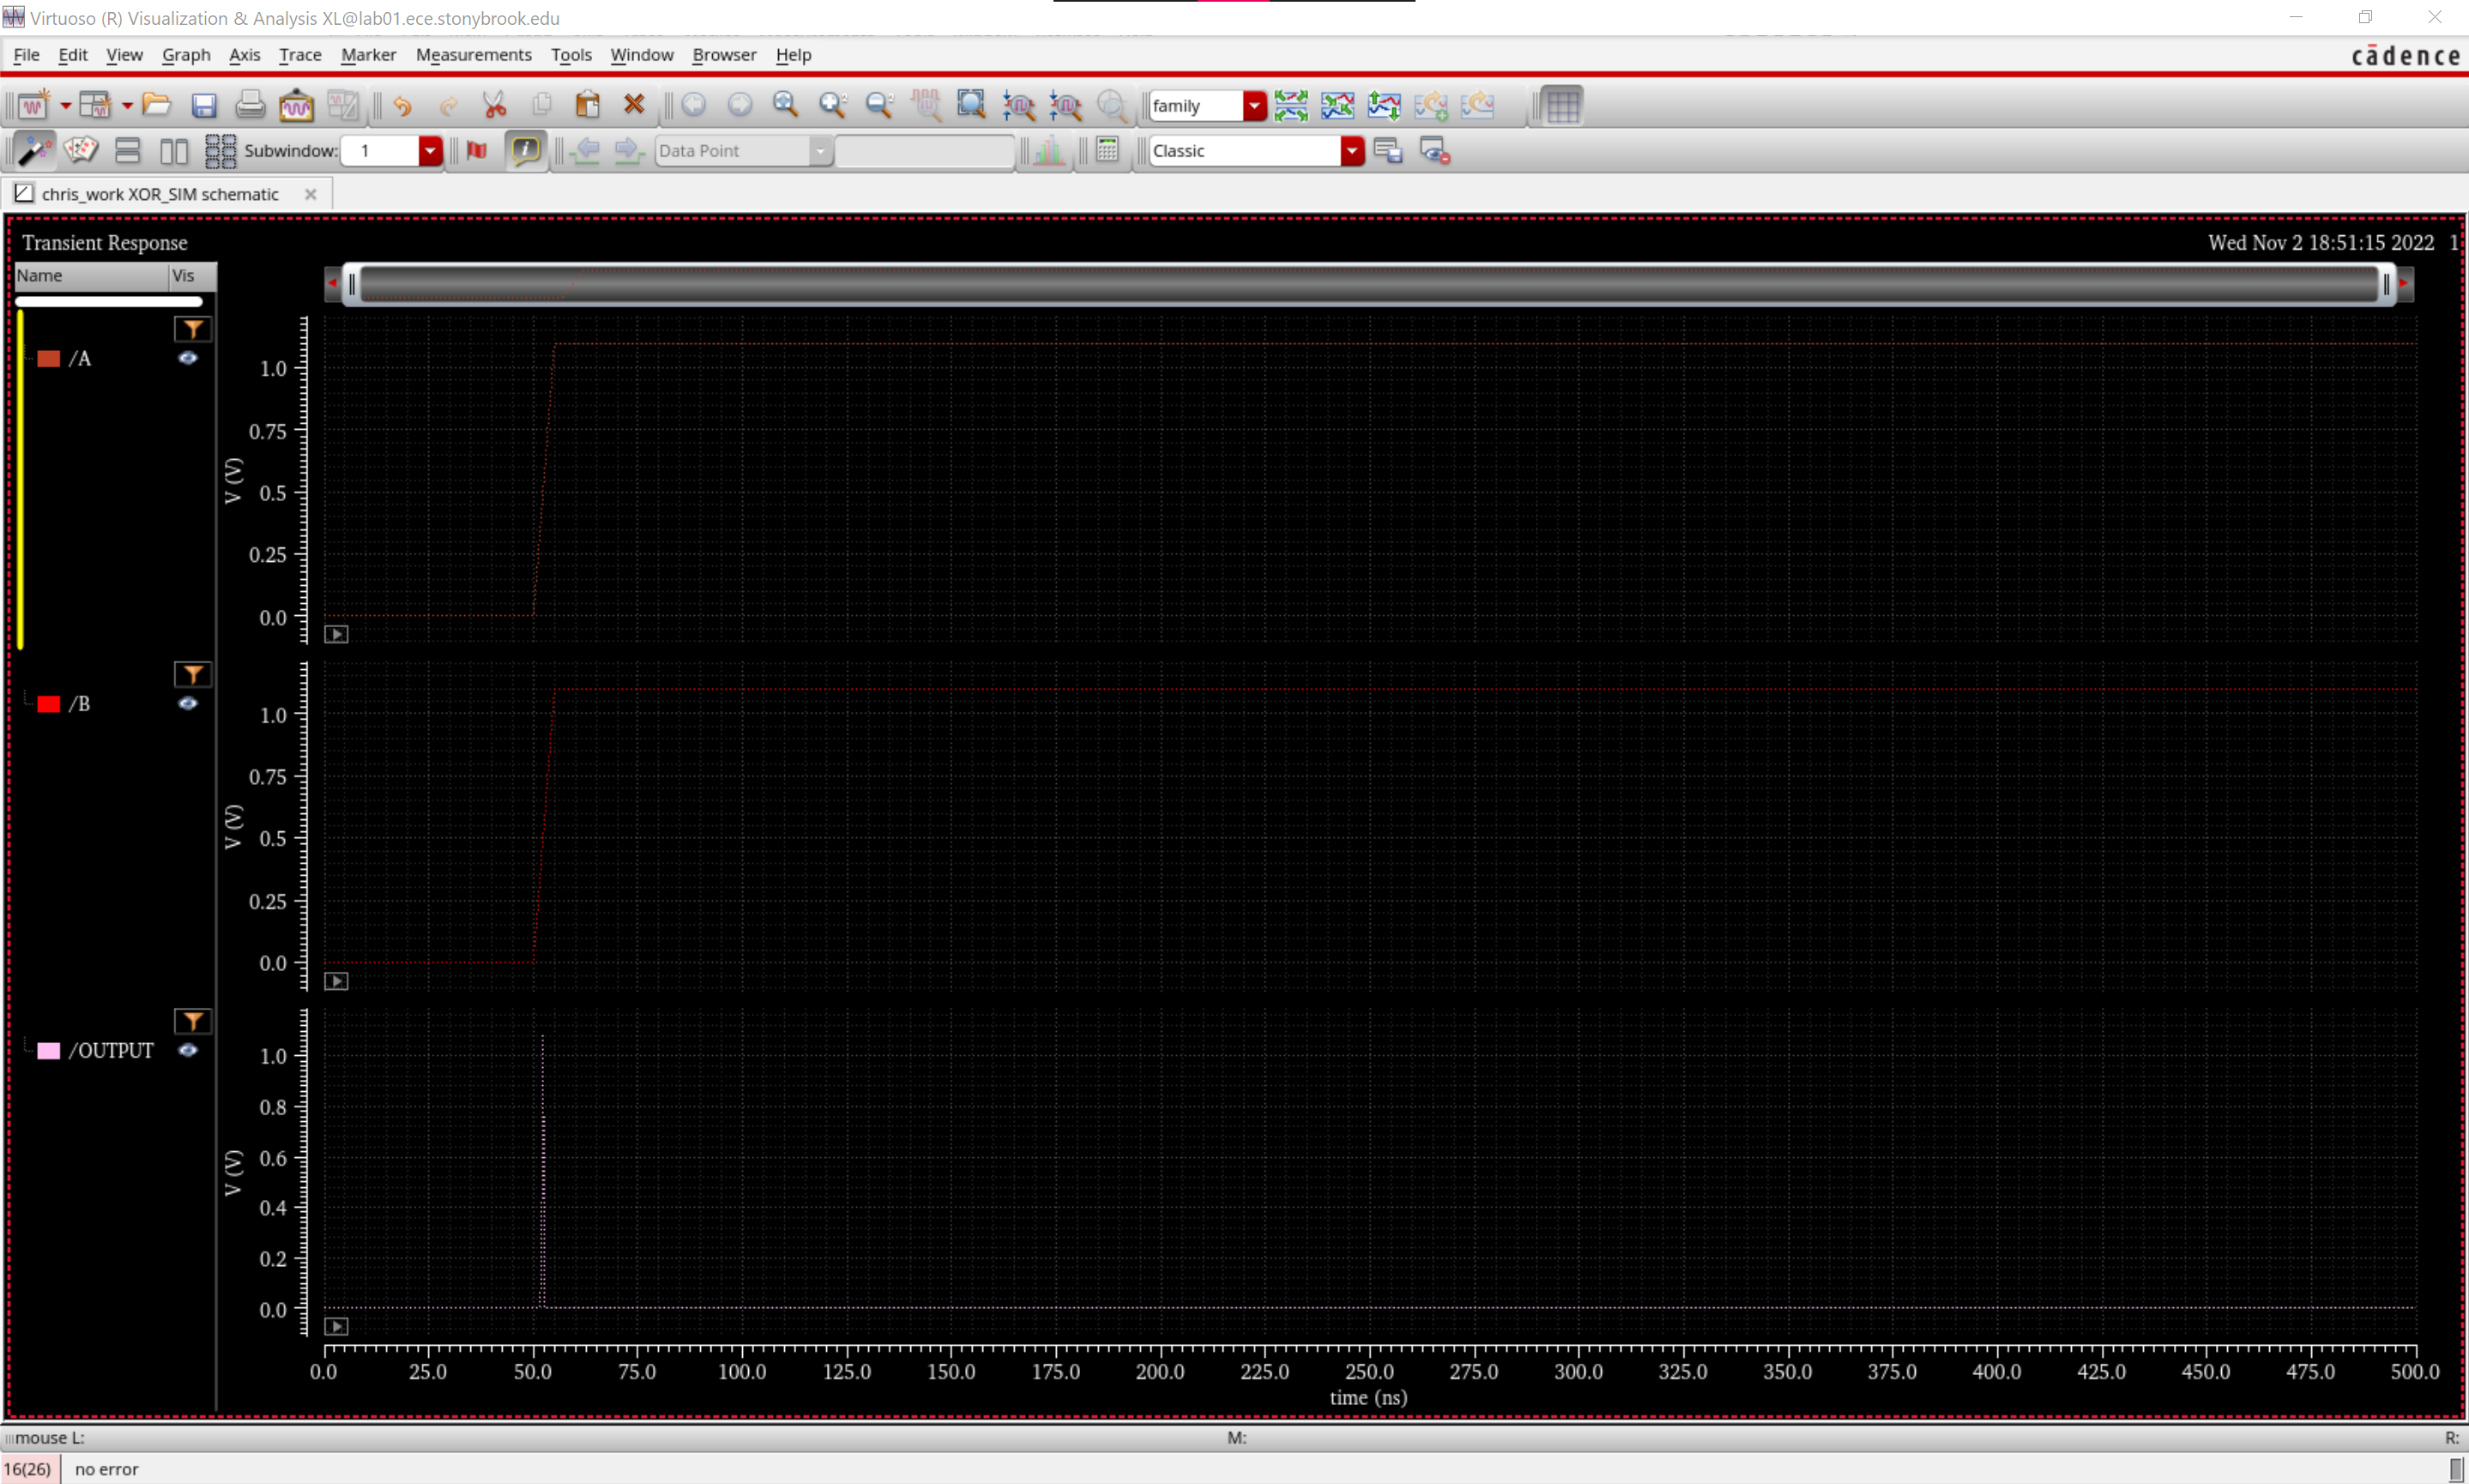 Virtuoso (R) Visualization & Analysis XL@lab01.ece.stonybrook.edu
File Edit View Graph Axis Trace Marker Measurements Tools Window Browser Help
cādence
family
Subwindow: 1 Data Point Classic
chris_work XOR_SIM schematic
Transient Response
Wed Nov 2 18:51:15 2022 1
Name Vis
/A
V (V)
1.0
0.75
0.5
0.25
0.0
/B
V (V)
1.0
0.75
0.5
0.25
0.0
/OUTPUT
V (V)
1.0
0.8
0.6
0.4
0.2
0.0
0.0 25.0 50.0 75.0 100.0 125.0 150.0 175.0 200.0 225.0 250.0 275.0 300.0 325.0 350.0 375.0 400.0 425.0 450.0 475.0 500.0
time (ns)
mouse L: M: R:
16(26) no error